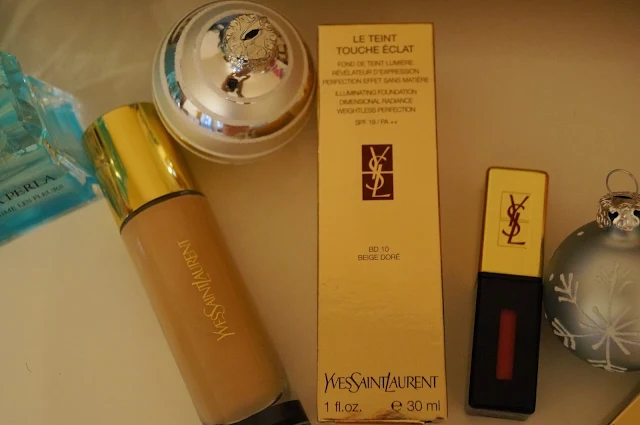 LE TEINT
TOUCHE ÉCLAT
FOND DE TEINT LUMIÈRE
RÉVÉLATEUR D'EXPRESSION
PERFECTION EFFET SANS MATIÈRE
ILLUMINATING FOUNDATION
DIMENSIONAL RADIANCE
WEIGHTLESS PERFECTION
SPF 19 / PA ++
YSL
BD 10
BEIGE DORÉ
YVESSAINTLAURENT
1 fl.oz. e 30 ml
YVESSAINTLAURENT
YSL
PERLA